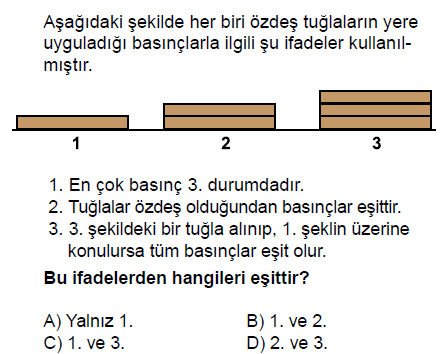 Aşağıdaki şekilde her biri özdeş tuğlaların yere
uyguladığı basınçlarla ilgili şu ifadeler kullanıl-
mıştır.
1 2 3
1. En çok basınç 3. durumdadır.
2. Tuğlalar özdeş olduğundan basınçlar eşittir.
3. 3. şekildeki bir tuğla alınıp, 1. şeklin üzerine
konulursa tüm basınçlar eşit olur.
Bu ifadelerden hangileri eşittir?
A) Yalnız 1. B) 1. ve 2.
C) 1. ve 3. D) 2. ve 3.